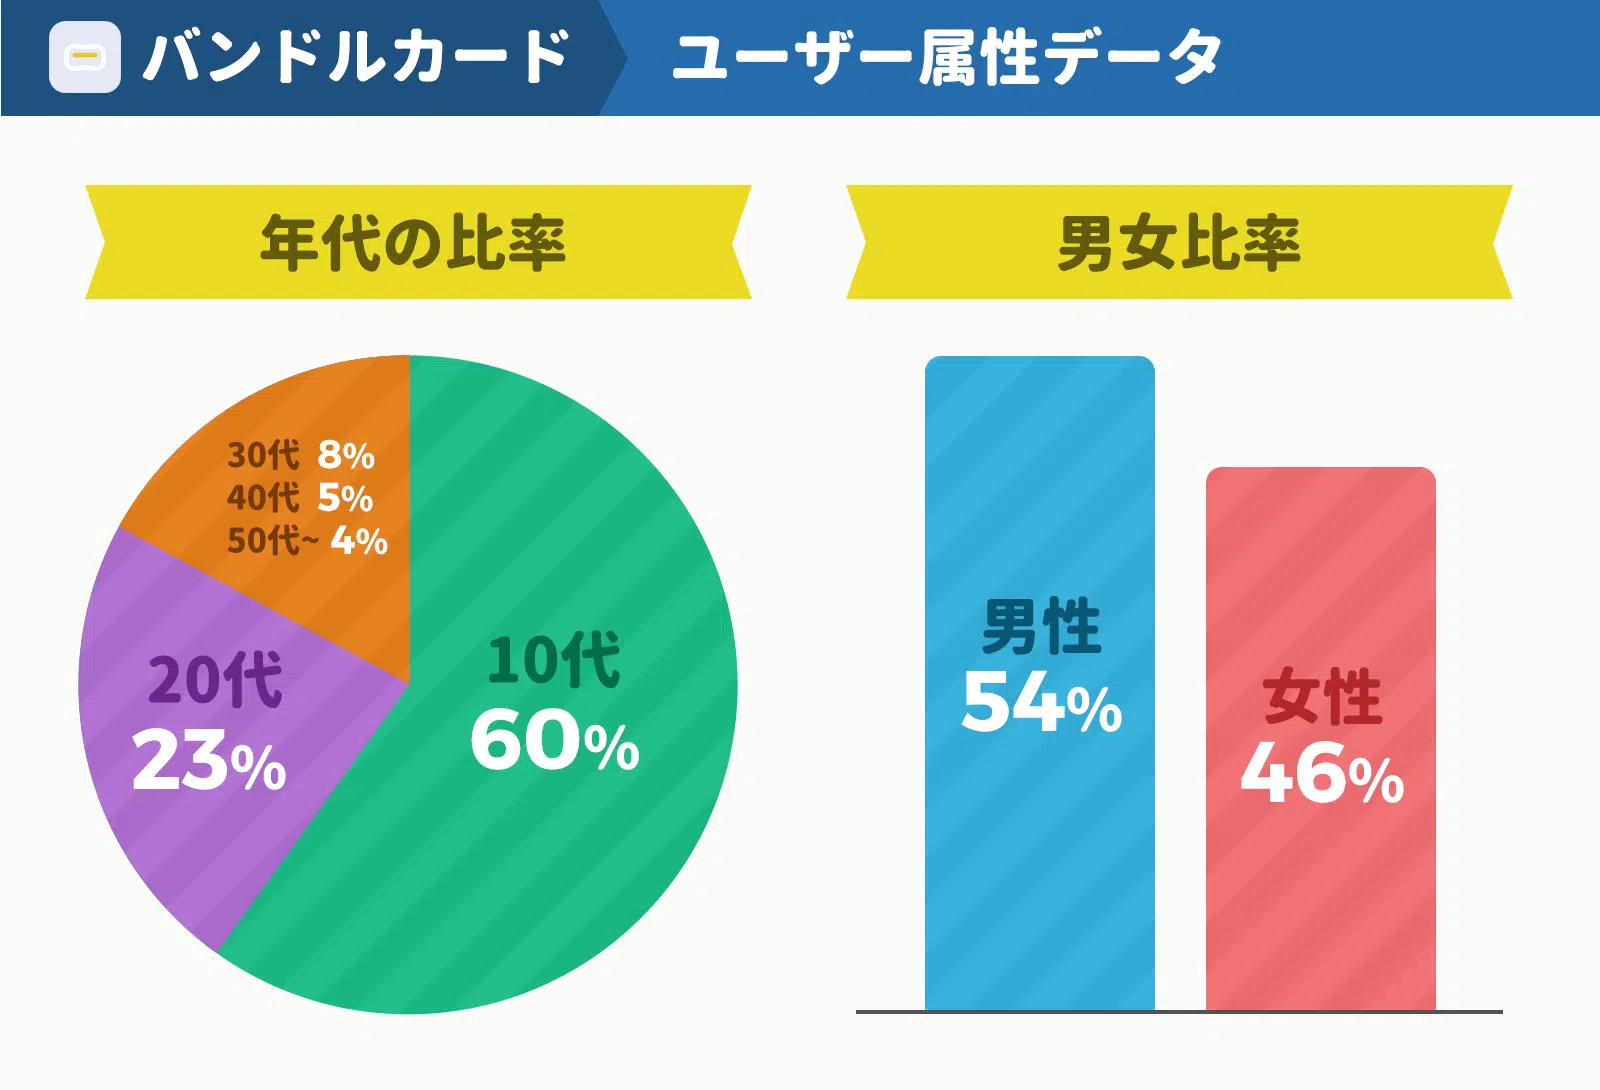 バンドルカード ユーザー属性データ
年代の比率
30代 8%
40代 5%
50代~ 4%
10代
60%
20代
23%
男女比率
男性
54%
女性
46%